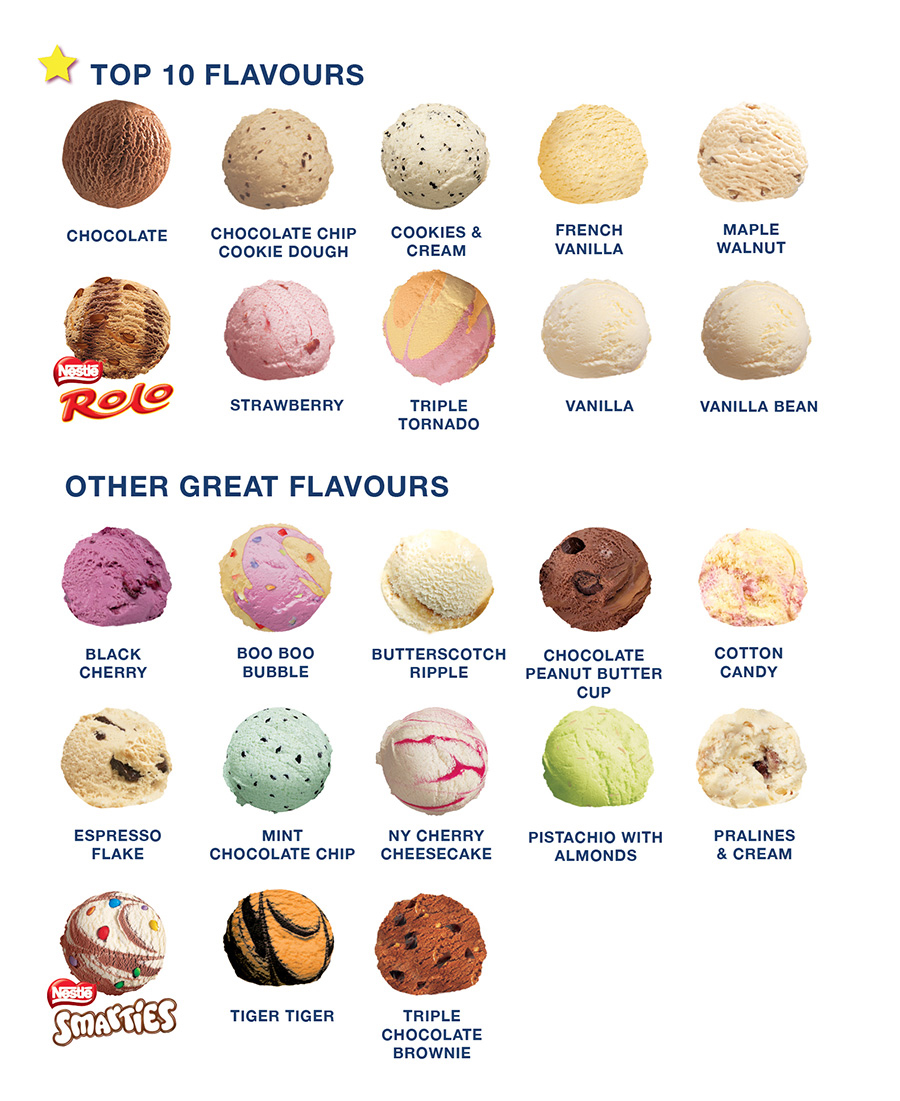 TOP 10 FLAVOURS
CHOCOLATE
CHOCOLATE CHIP
COOKIE DOUGH
COOKIES &
CREAM
FRENCH
VANILLA
MAPLE
WALNUT
Nestlé
ROLO
STRAWBERRY
TRIPLE
TORNADO
VANILLA
VANILLA BEAN
OTHER GREAT FLAVOURS
BLACK
CHERRY
BOO BOO
BUBBLE
BUTTERSCOTCH
RIPPLE
CHOCOLATE
PEANUT BUTTER
CUP
COTTON
CANDY
ESPRESSO
FLAKE
MINT
CHOCOLATE CHIP
NY CHERRY
CHEESECAKE
PISTACHIO WITH
ALMONDS
PRALINES
& CREAM
Nestlé
SMARTIES
TIGER TIGER
TRIPLE
CHOCOLATE
BROWNIE